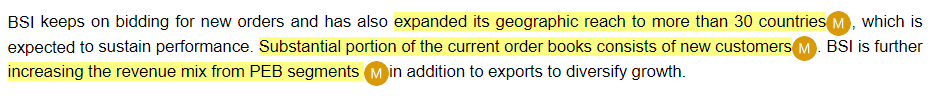 BSI keeps on bidding for new orders and has also expanded its geographic reach to more than 30 countries M , which is
expected to sustain performance. Substantial portion of the current order books consists of new customers M . BSI is further
increasing the revenue mix from PEB segments M in addition to exports to diversify growth.